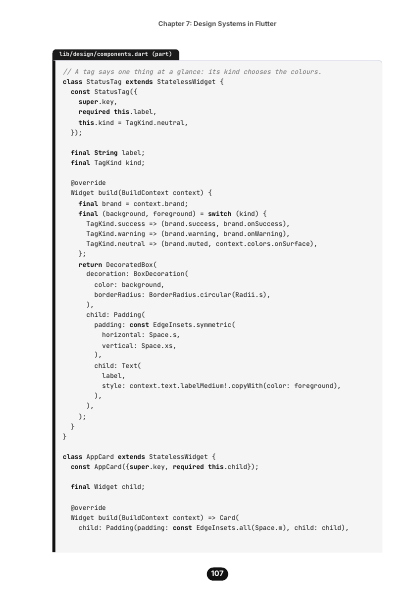 Chapter 7: Design Systems in Flutter
lib/design/components.dart (part)
// A tag says one thing at a glance: its kind chooses the colours.
class StatusTag extends StatelessWidget {
  const StatusTag({
    super.key,
    required this.label,
    this.kind = TagKind.neutral,
  });

  final String label;
  final TagKind kind;

  @override
  Widget build(BuildContext context) {
    final brand = context.brand;
    final (background, foreground) = switch (kind) {
      TagKind.success => (brand.success, brand.onSuccess),
      TagKind.warning => (brand.warning, brand.onWarning),
      TagKind.neutral => (brand.muted, context.colors.onSurface),
    };
    return DecoratedBox(
      decoration: BoxDecoration(
        color: background,
        borderRadius: BorderRadius.circular(Radii.s),
      ),
      child: Padding(
        padding: const EdgeInsets.symmetric(
          horizontal: Space.s,
          vertical: Space.xs,
        ),
        child: Text(
          label,
          style: context.text.labelMedium!.copyWith(color: foreground),
        ),
      ),
    );
  }
}

class AppCard extends StatelessWidget {
  const AppCard({super.key, required this.child});

  final Widget child;

  @override
  Widget build(BuildContext context) => Card(
    child: Padding(padding: const EdgeInsets.all(Space.m), child: child),
107